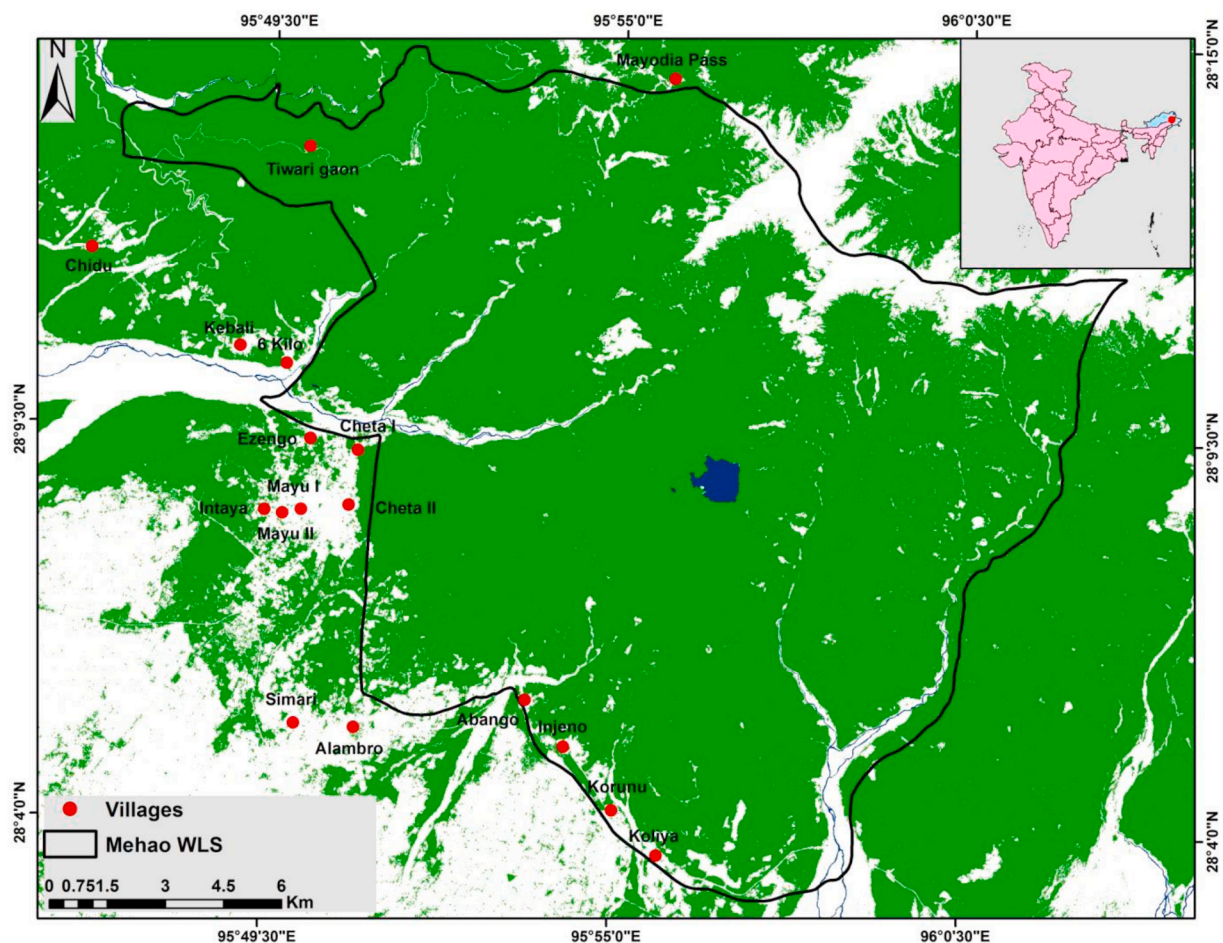 95°49'30"E
95°55'0"E
96°0'30"E
N
Mayodia Pass
28°15'0"N
Tiwari gaon
Chidu
Kebali
6 Kilo
28°9'30"N
28°9'30"N
Cheta I
Ezengo
Mayu I
Intaya
Cheta II
Mayu II
Simari
Abango
Injeno
Alambro
Korunu
Koliya
28°4'0"N
28°4'0"N
Villages
Mehao WLS
0 0.75 1.5 3 4.5 6
Km
95°49'30"E
95°55'0"E
96°0'30"E